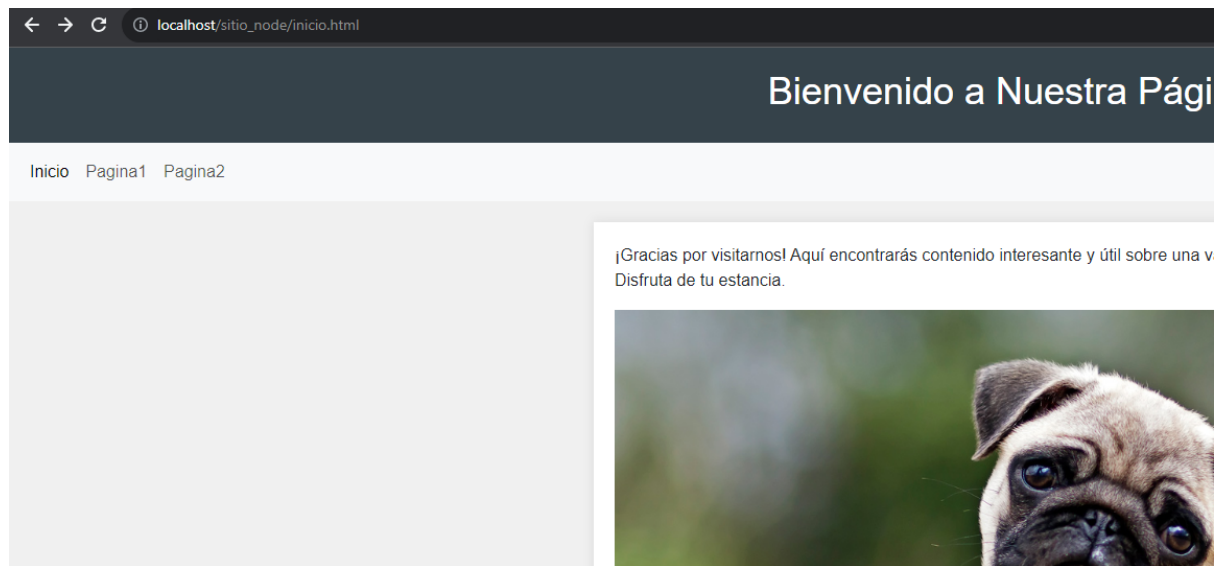 localhost/sitio_node/inicio.html
Bienvenido a Nuestra Pági
Inicio Pagina1 Pagina2
¡Gracias por visitarnos! Aquí encontrarás contenido interesante y útil sobre una v
Disfruta de tu estancia.